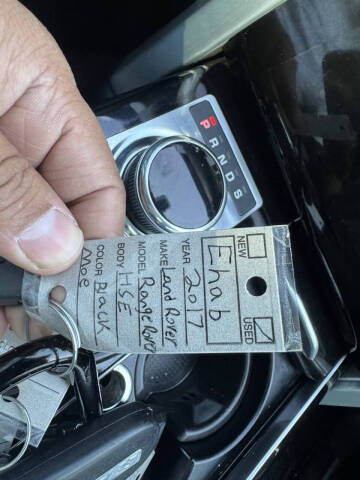 P R N D S
NEW USED
Ehab
YEAR 2017
MAKE Land Rover
MODEL Range Rover
BODY HSE
COLOR Black
Moe